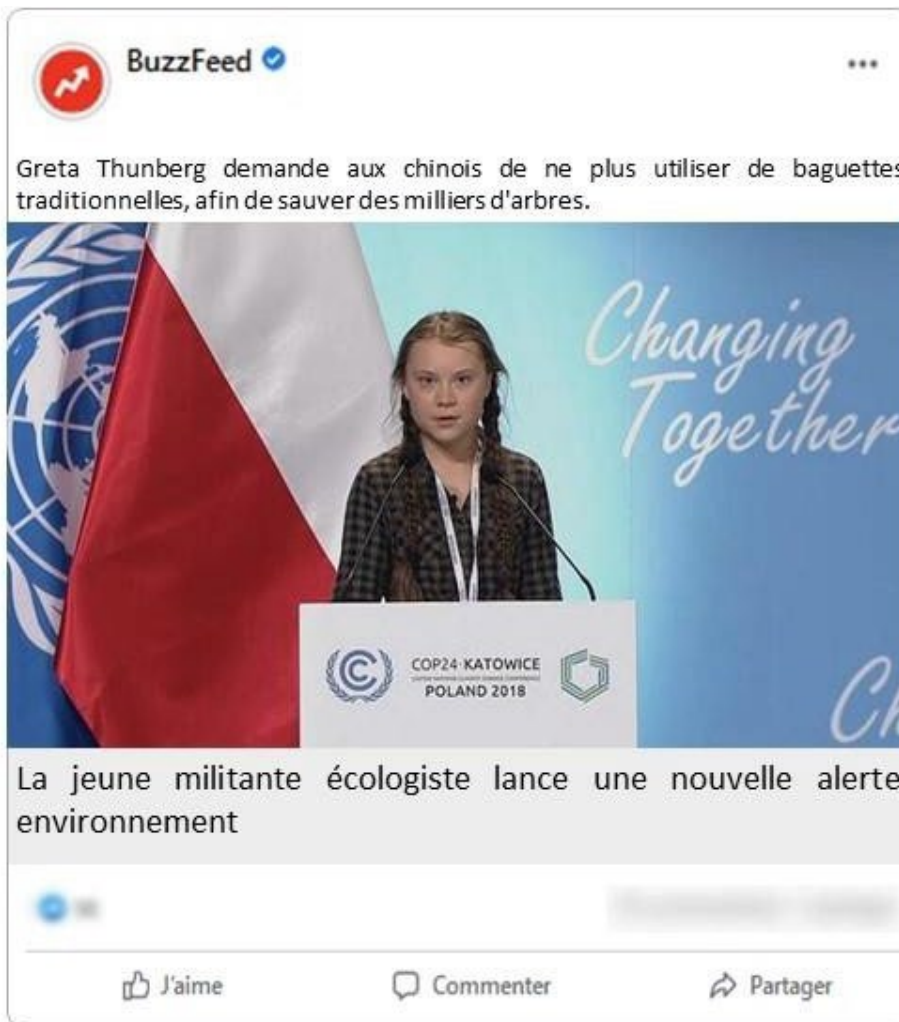 BuzzFeed
Greta Thunberg demande aux chinois de ne plus utiliser de baguettes
traditionnelles, afin de sauver des milliers d'arbres.
Changing
Together
COP24·KATOWICE
POLAND 2018
Ch
La jeune militante écologiste lance une nouvelle alerte
environnement
J'aime
Commenter
Partager